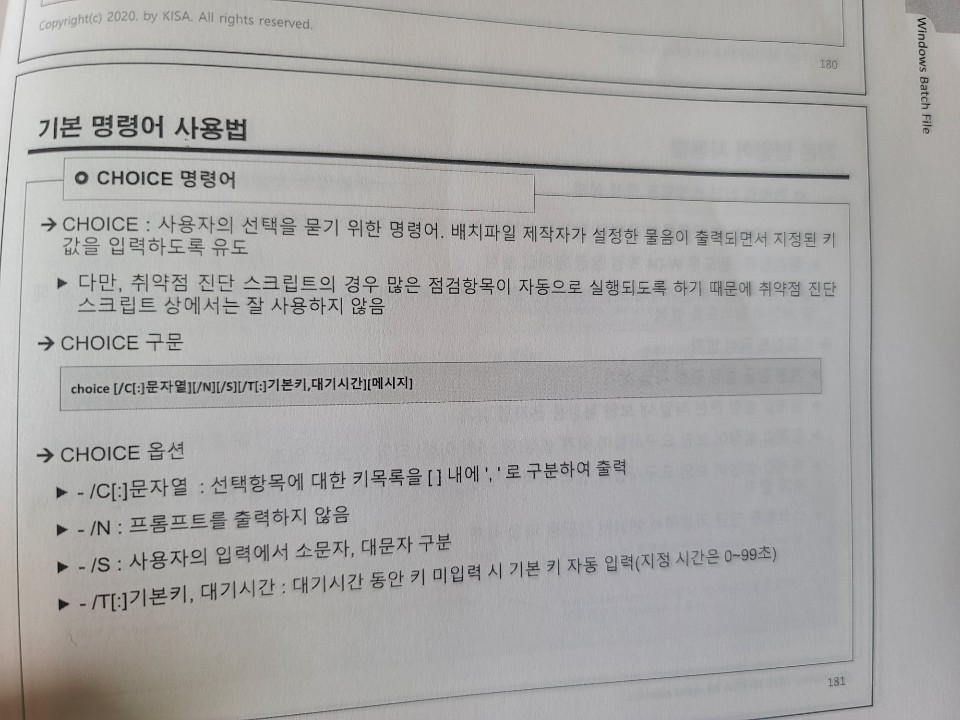 Copyright(c) 2020. by KISA. All rights reserved.
180
Windows Batch File
기본 명령어 사용법
CHOICE 명령어
→ CHOICE : 사용자의 선택을 묻기 위한 명령어. 배치파일 제작자가 설정한 물음이 출력되면서 지정된 키
값을 입력하도록 유도
▶ 다만, 취약점 진단 스크립트의 경우 많은 점검항목이 자동으로 실행되도록 하기 때문에 취약점 진단
스크립트 상에서는 잘 사용하지 않음
→ CHOICE 구문
choice [/C[:]문자열][/N][/S][/T[:]기본키,대기시간][메시지]
→ CHOICE 옵션
▶ - /C[:]문자열 : 선택항목에 대한 키목록을 [ ] 내에 ', ' 로 구분하여 출력
▶ - /N : 프롬프트를 출력하지 않음
▶ - /S : 사용자의 입력에서 소문자, 대문자 구분
▶ - /T[:]기본키, 대기시간 : 대기시간 동안 키 미입력 시 기본 키 자동 입력(지정 시간은 0~99초)
181